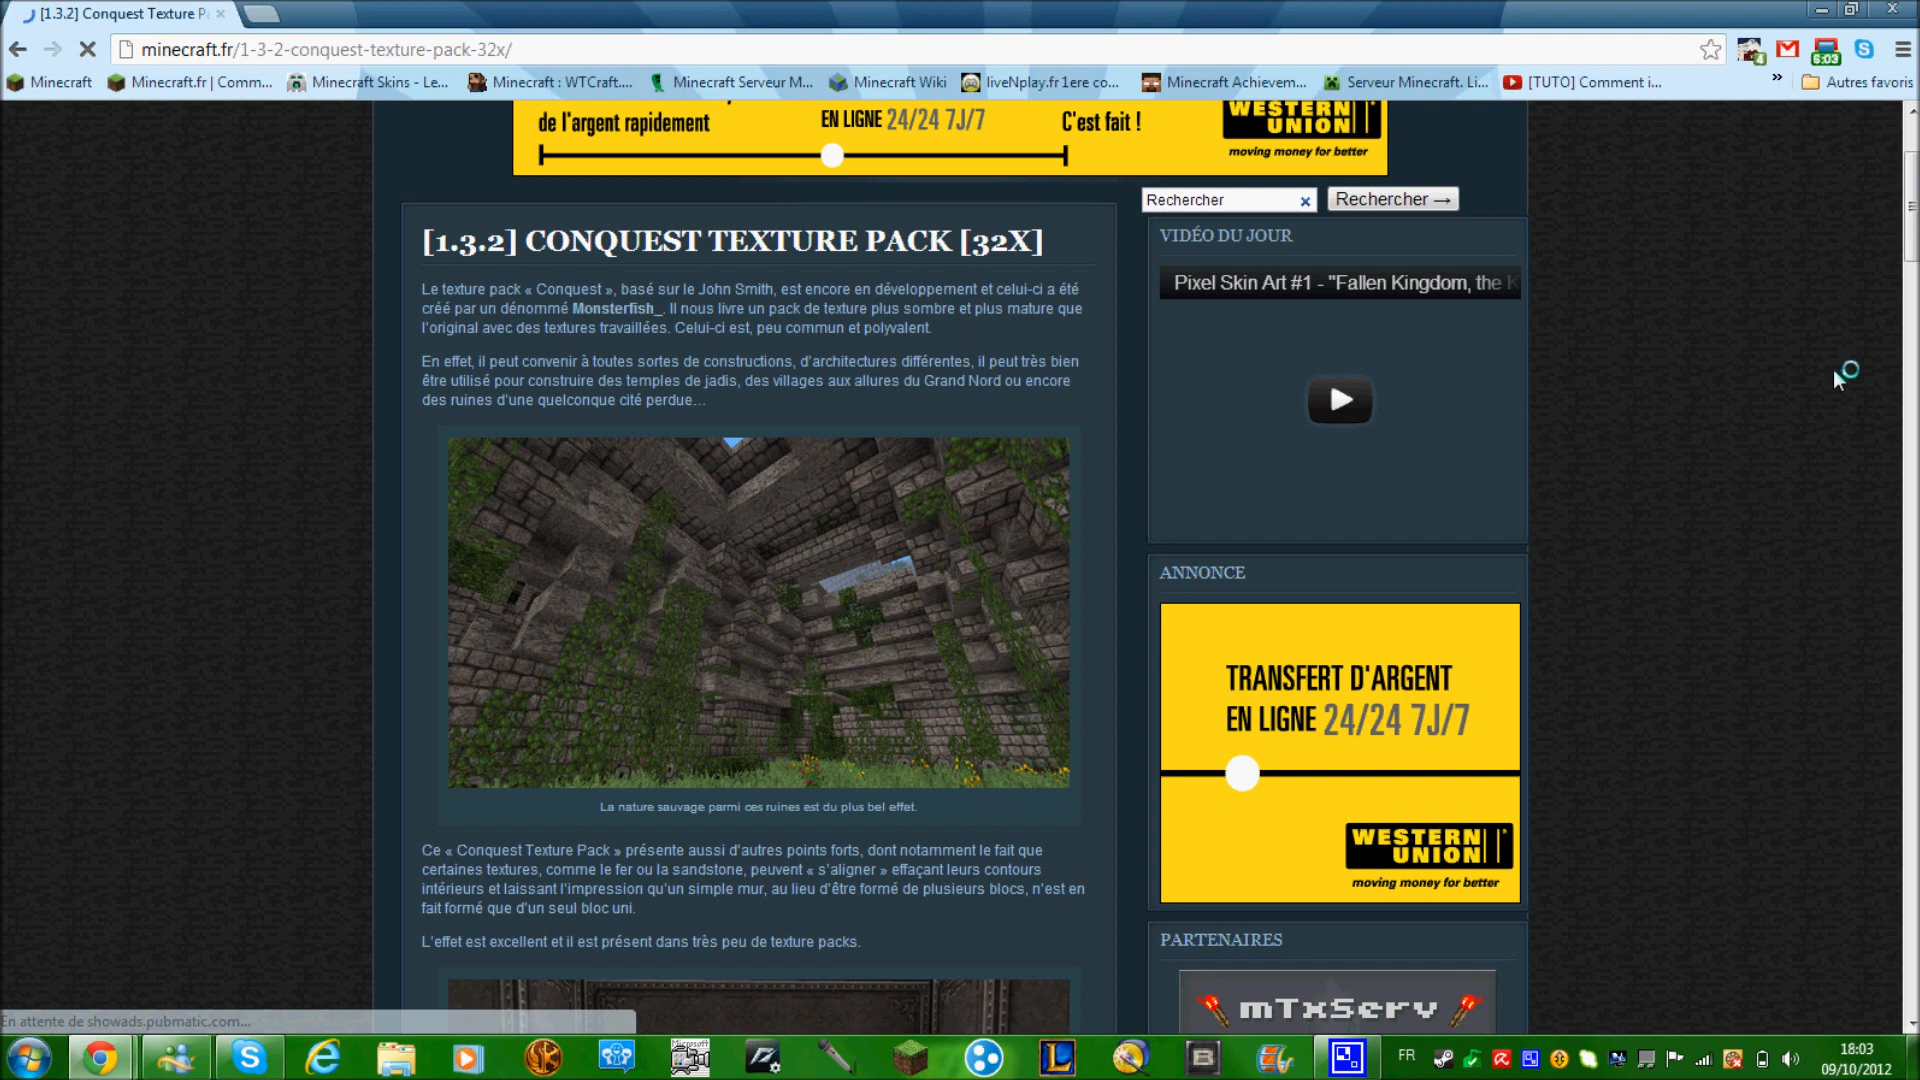 [1.3.2] Conquest Texture P
minecraft.fr/1-3-2-conquest-texture-pack-32x/
4
6:03
Minecraft
Minecraft.fr | Comm...
Minecraft Skins - Le...
Minecraft : WTCraft....
Minecraft Serveur M...
Minecraft Wiki
liveNplay.fr 1ere co...
Minecraft Achievem...
Serveur Minecraft, Li...
[TUTO] Comment i...
»
Autres favoris
de l'argent rapidement
EN LIGNE 24/24 7J/7
C'est fait !
WESTERN UNION
moving money for better
Rechercher
Rechercher →
[1.3.2] CONQUEST TEXTURE PACK [32X]
Le texture pack « Conquest », basé sur le John Smith, est encore en développement et celui-ci a été
créé par un dénommé Monsterfish_. Il nous livre un pack de texture plus sombre et plus mature que
l'original avec des textures travaillées. Celui-ci est, peu commun et polyvalent.
En effet, il peut convenir à toutes sortes de constructions, d'architectures différentes, il peut très bien
être utilisé pour construire des temples de jadis, des villages aux allures du Grand Nord ou encore
des ruines d'une quelconque cité perdue...
La nature sauvage parmi ces ruines est du plus bel effet.
Ce « Conquest Texture Pack » présente aussi d'autres points forts, dont notamment le fait que
certaines textures, comme le fer ou la sandstone, peuvent « s'aligner » effaçant leurs contours
intérieurs et laissant l'impression qu'un simple mur, au lieu d'être formé de plusieurs blocs, n'est en
fait formé que d'un seul bloc uni.
L'effet est excellent et il est présent dans très peu de texture packs.
VIDÉO DU JOUR
Pixel Skin Art #1 - "Fallen Kingdom, the K
ANNONCE
TRANSFERT D'ARGENT
EN LIGNE 24/24 7J/7
WESTERN
UNION
moving money for better
PARTENAIRES
mTxServ
En attente de showads.pubmatic.com...
Microsoft
FR
18:03
09/10/2012